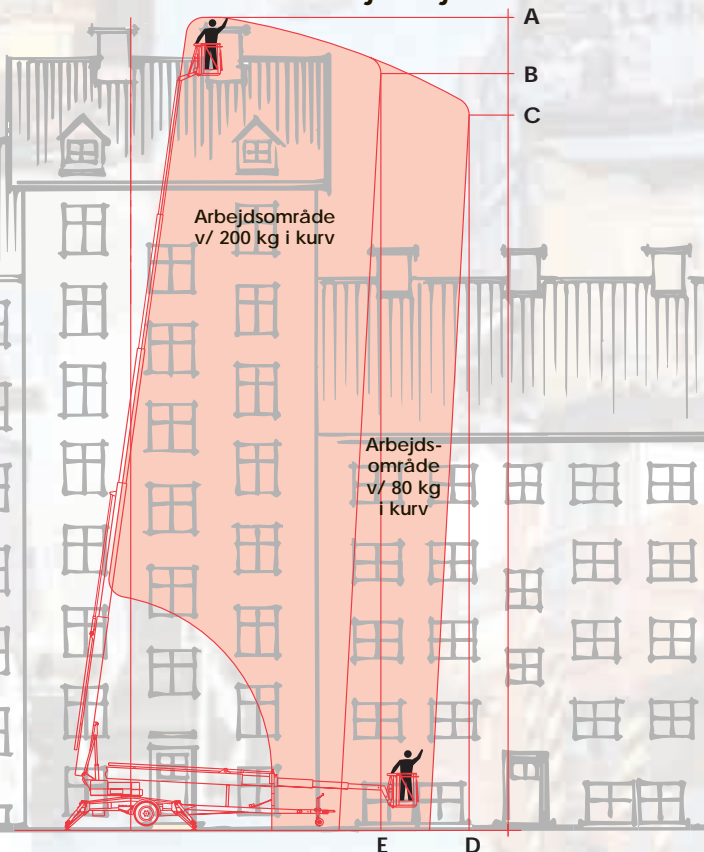 A
B
C
Arbejdsområde
v/ 200 kg i kurv
Arbejds-
område
v/ 80 kg
i kurv
E
D